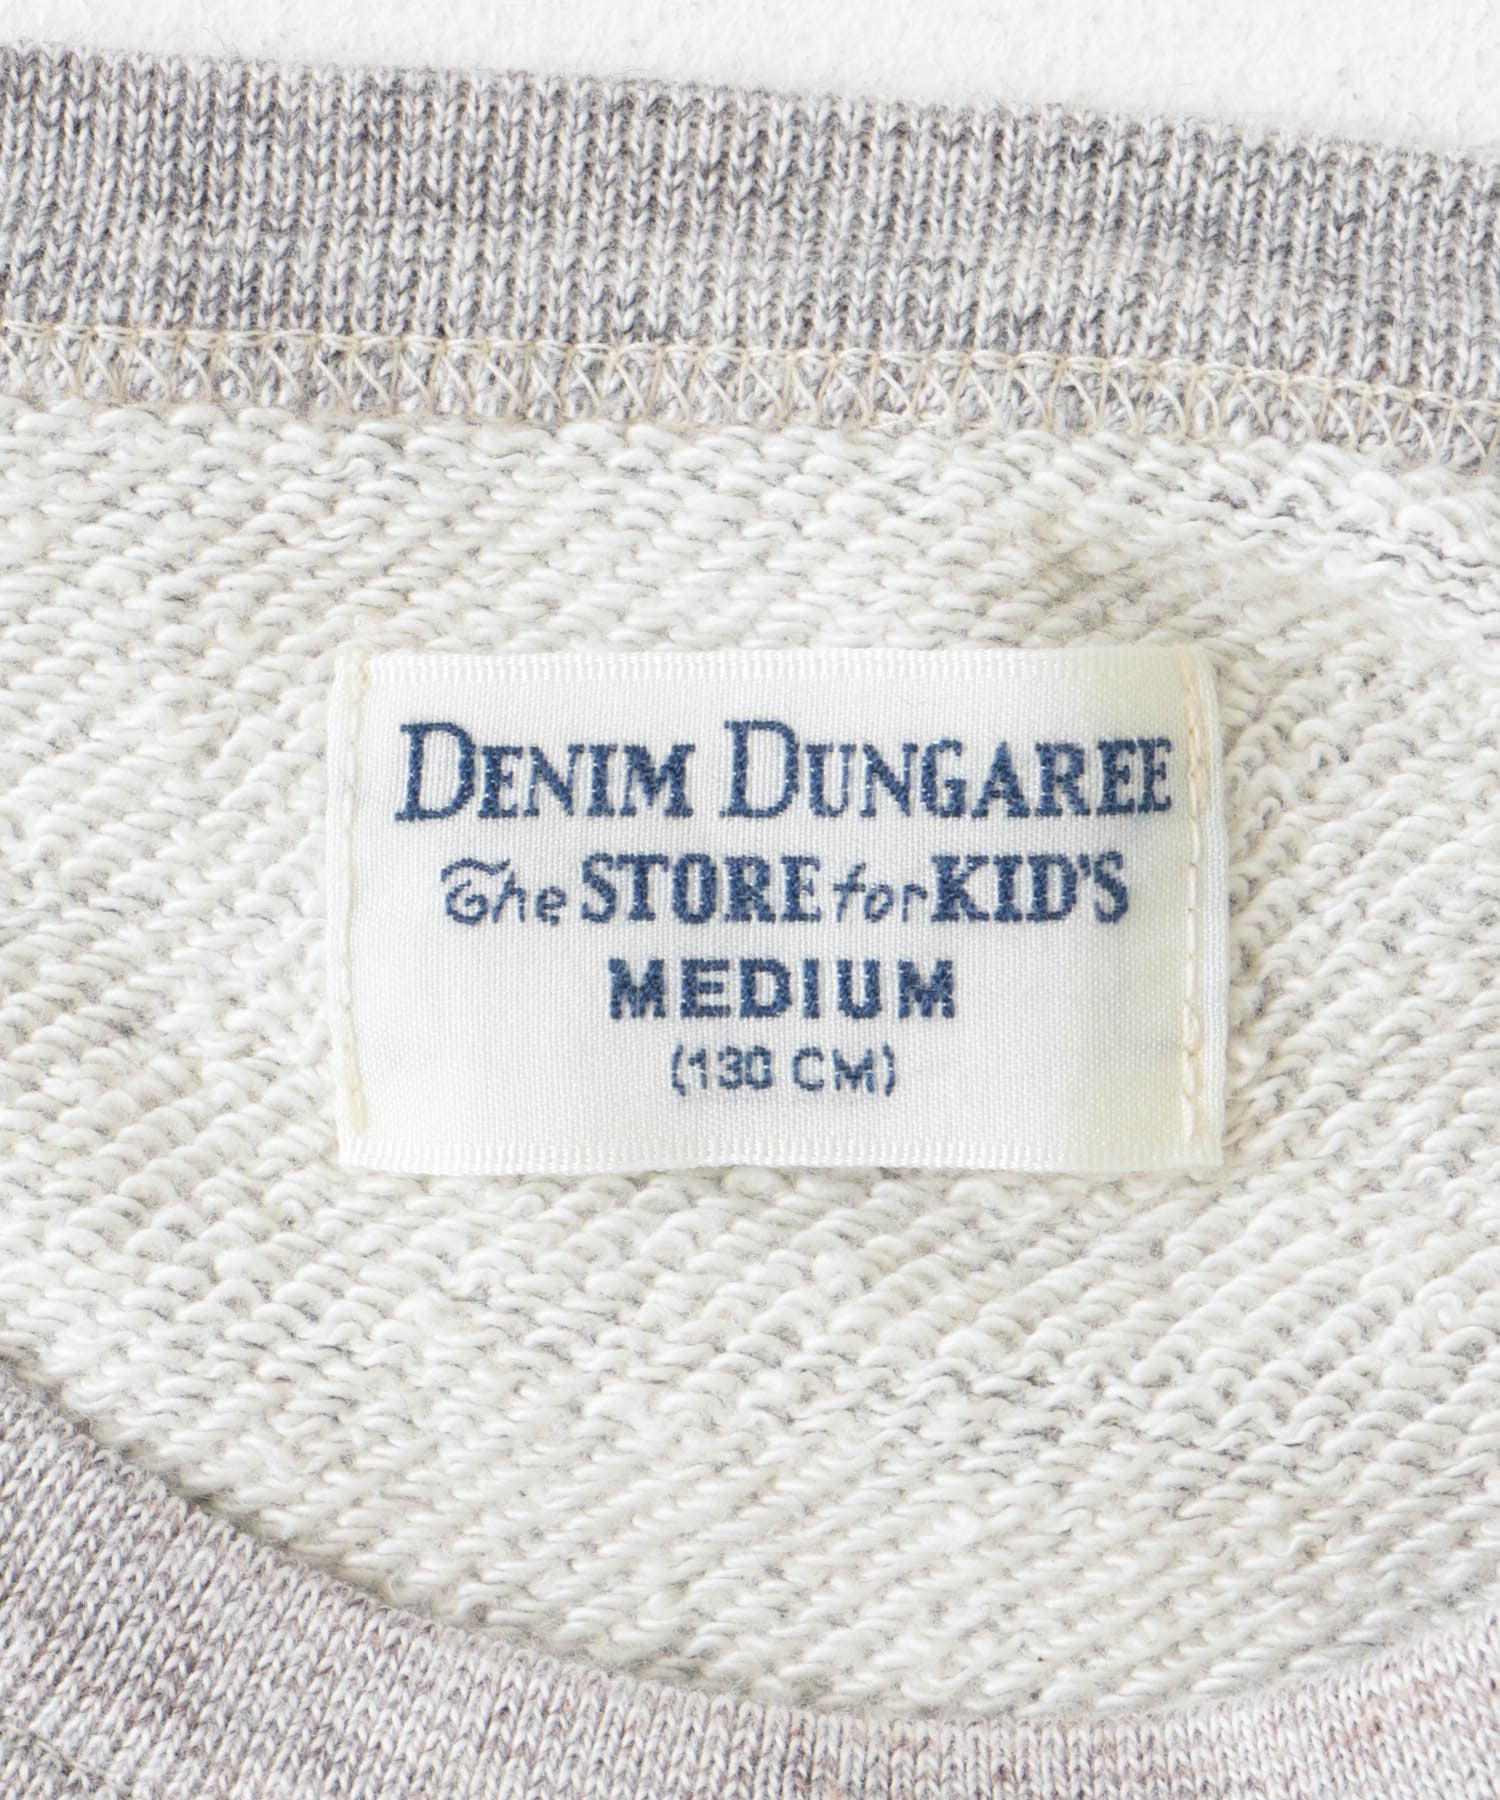 DENIM DUNGAREE
The STORE for KID'S
MEDIUM
(130 CM)